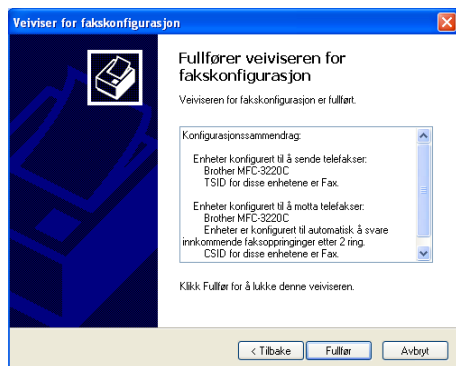 Veiviser for fakskonfigurasjon
Fullfører veiviseren for
fakskonfigurasjon
Veiviseren for fakskonfigurasjon er fullført.
Konfigurasjonssammendrag:
Enheter konfigurert til å sende telefakser:
Brother MFC-3220C
TSID for disse enhetene er Fax.
Enheter konfigurert til å motta telefakser:
Brother MFC-3220C
Enheter er konfigurert til automatisk å svare
innkommende faksoppringinger etter 2 ring.
CSID for disse enhetene er Fax.
Klikk Fullfør for å lukke denne veiviseren.
< Tilbake
Fullfør
Avbryt